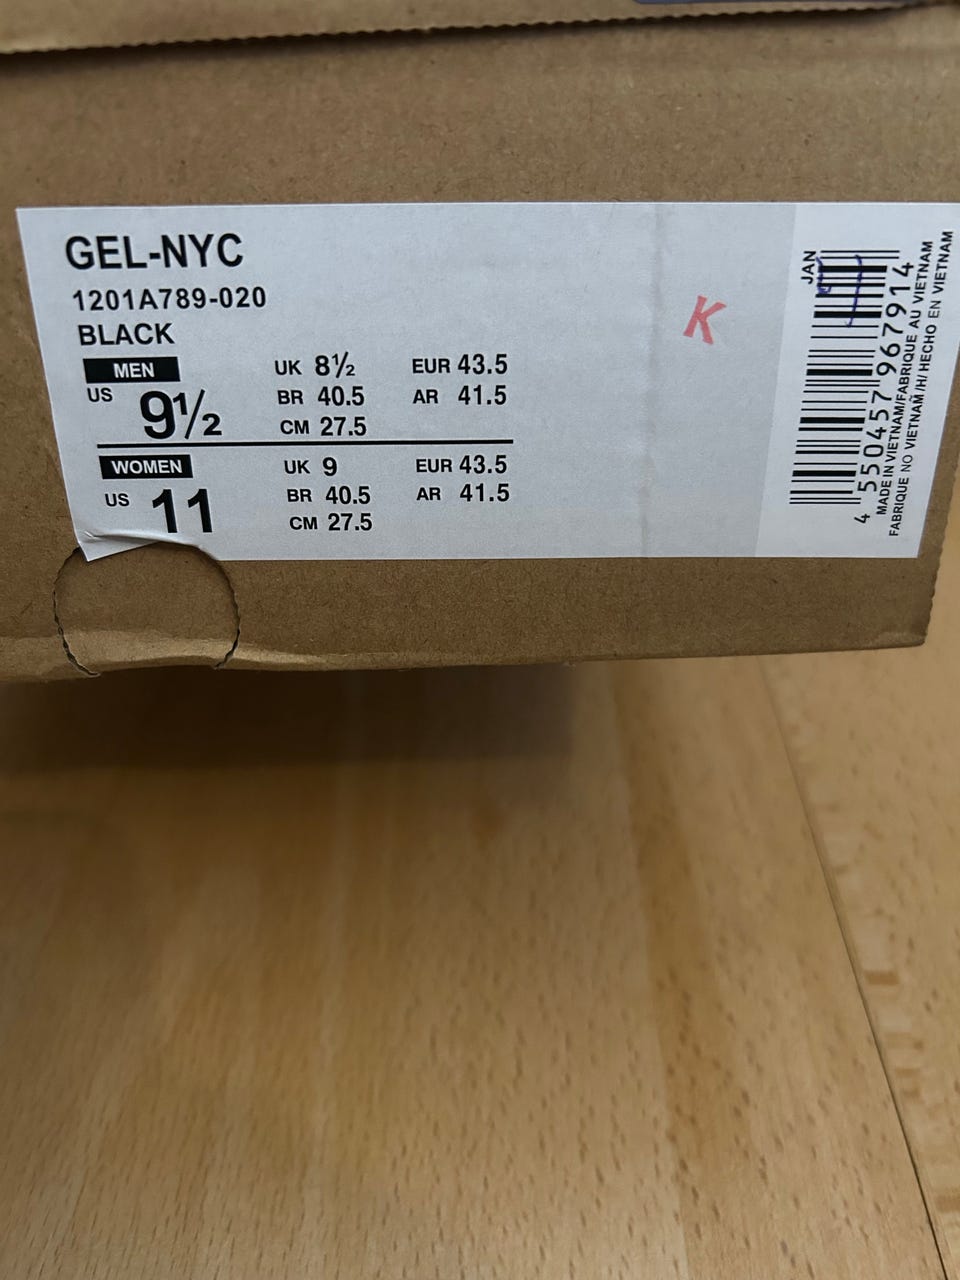 GEL-NYC
1201A789-020
BLACK
MEN
US 9½
UK 8½ EUR 43.5
BR 40.5 AR 41.5
CM 27.5
WOMEN
US 11
UK 9 EUR 43.5
BR 40.5 AR 41.5
CM 27.5
K
JAN
4 550457 967914
MADE IN VIETNAM/FABRIQUE AU VIETNAM
FABRIQUE NO VIETNAÑ/H/ HECHO EN VIETNAM